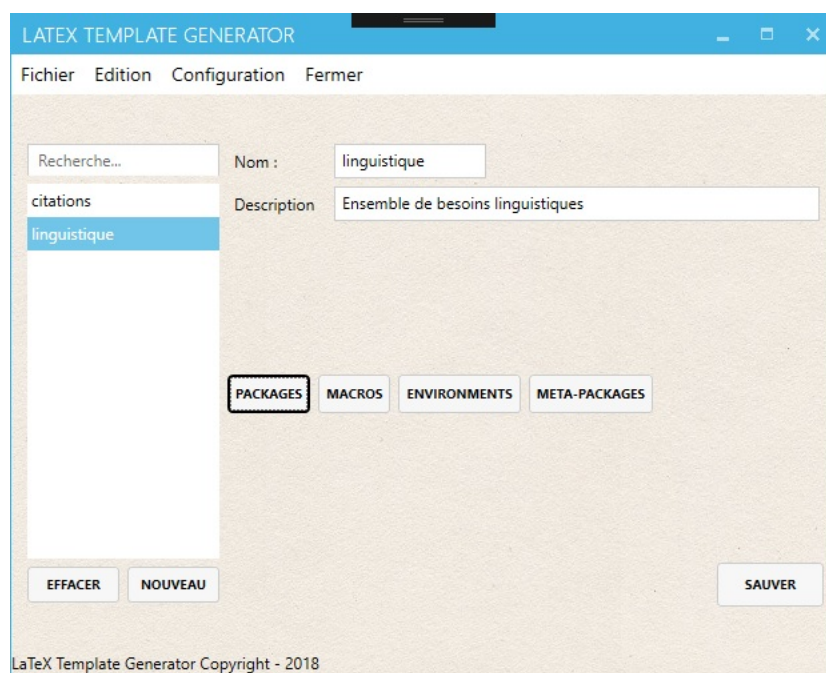 LATEX TEMPLATE GENERATOR
Fichier Edition Configuration Fermer
Recherche...
Nom : linguistique
citations
Description Ensemble de besoins linguistiques
linguistique
PACKAGES MACROS ENVIRONMENTS META-PACKAGES
EFFACER NOUVEAU SAUVER
LaTeX Template Generator Copyright - 2018